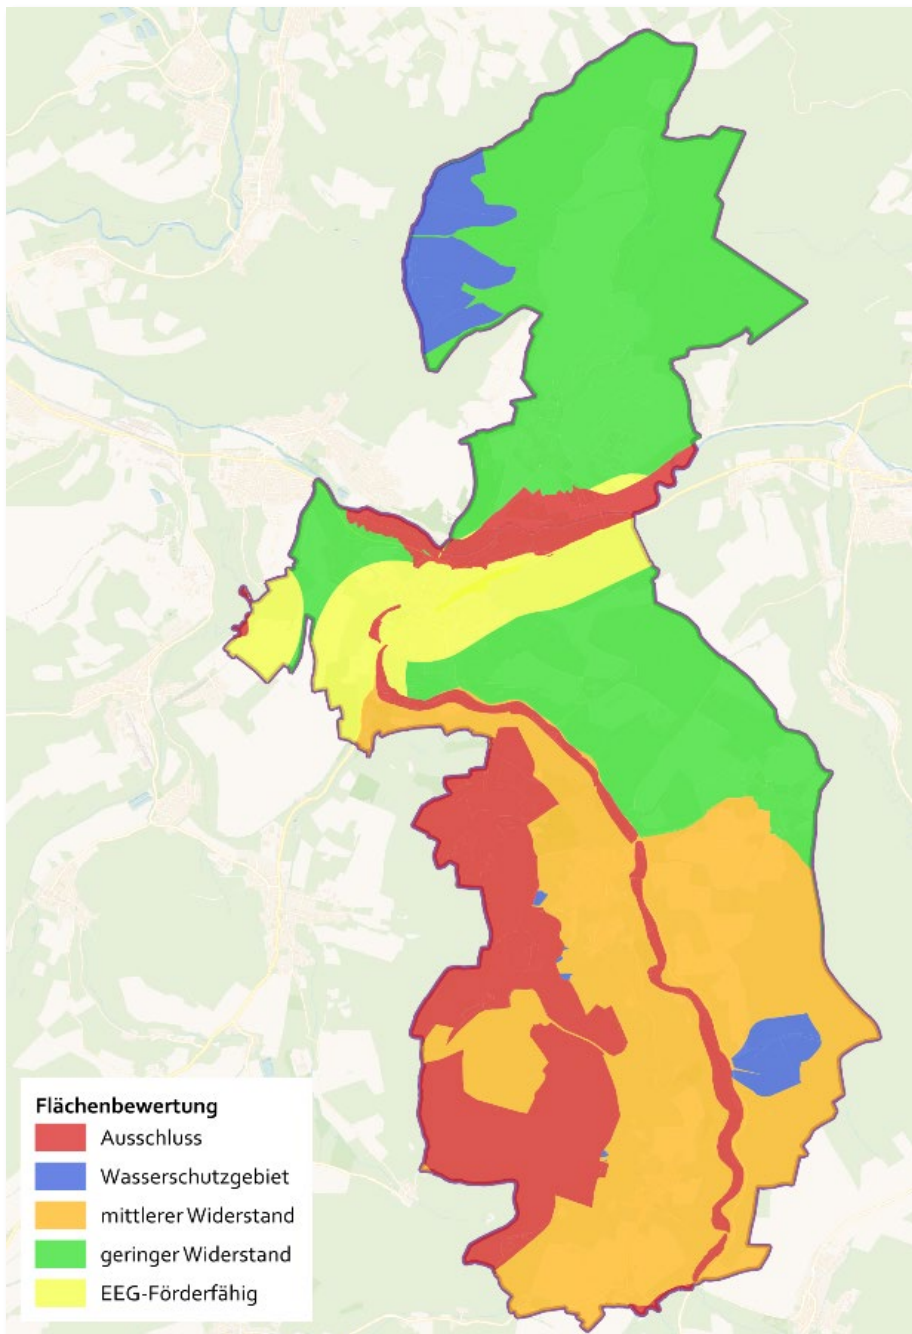 Flächenbewertung
Ausschluss
Wasserschutzgebiet
mittlerer Widerstand
geringer Widerstand
EEG-Förderfähig